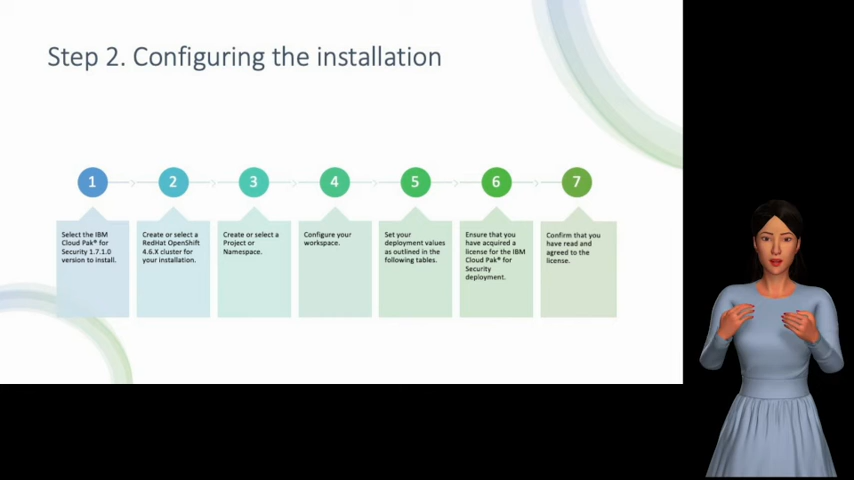 Step 2. Configuring the installation
1
2
3
4
5
6
7
Select the IBM
Cloud Pak® for
Security 1.7.1.0
version to install.
Create or select a
RedHat OpenShift
4.6.X cluster for
your installation.
Create or select a
Project or
Namespace.
Configure your
workspace.
Set your
deployment values
as outlined in the
following tables.
Ensure that you
have acquired a
license for the IBM
Cloud Pak® for
Security
deployment.
Confirm that you
have read and
agreed to the
license.